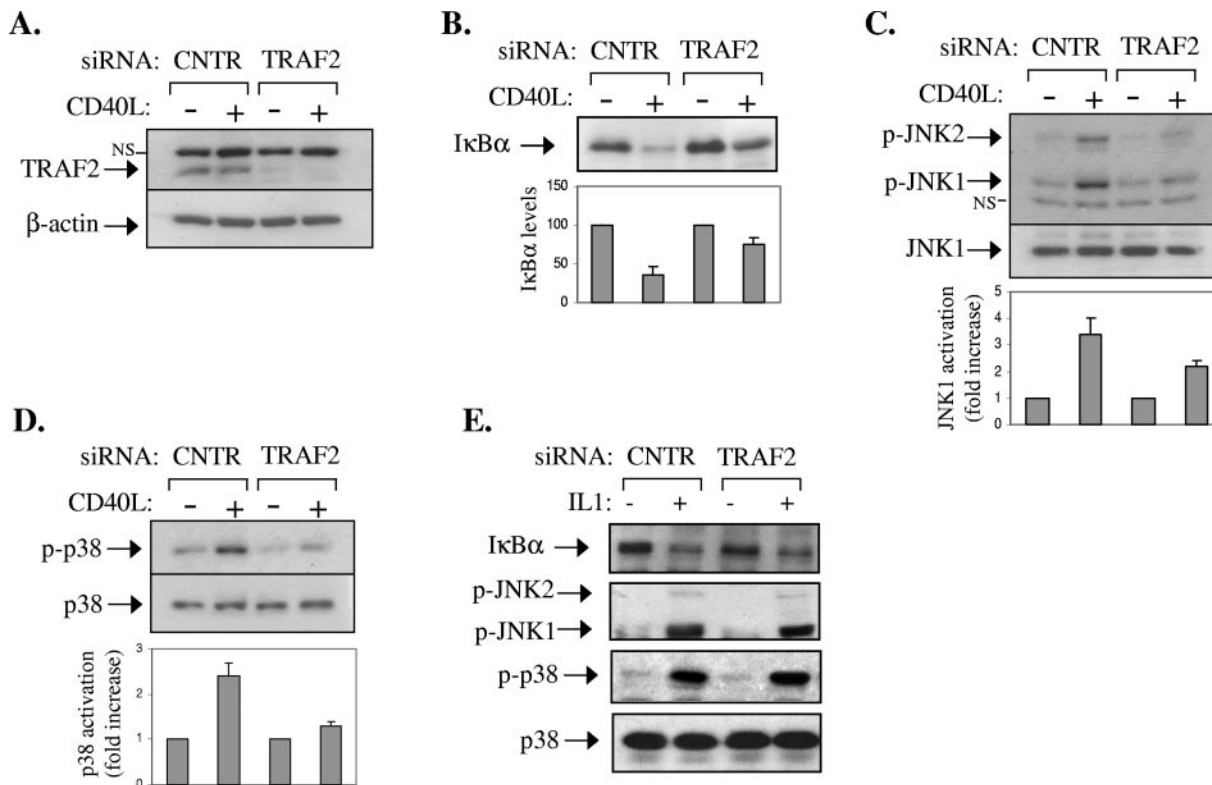 A.
siRNA: CNTR TRAF2
CD40L: - + - +
NS
TRAF2
β-actin
B.
siRNA: CNTR TRAF2
CD40L: - + - +
IκBα
IκBα levels
150
100
50
0
C.
siRNA: CNTR TRAF2
CD40L: - + - +
p-JNK2
p-JNK1
NS
JNK1
JNK1 activation
(fold increase)
5
4
3
2
1
0
D.
siRNA: CNTR TRAF2
CD40L: - + - +
p-p38
p38
p38 activation
(fold increase)
3
2
1
0
E.
siRNA: CNTR TRAF2
IL1: - + - +
IκBα
p-JNK2
p-JNK1
p-p38
p38